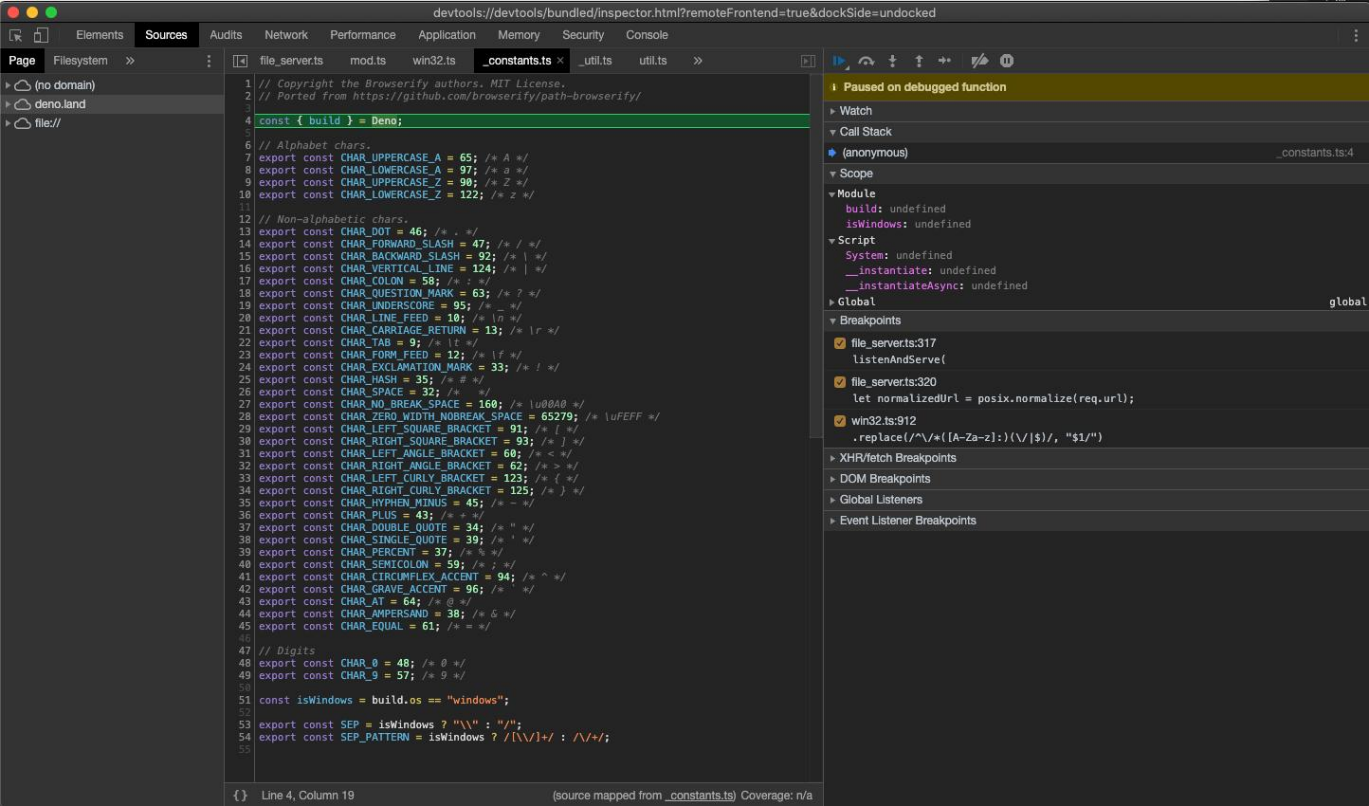 devtools://devtools/bundled/inspector.html?remoteFrontend=true&dockSide=undocked
Elements Sources Audits Network Performance Application Memory Security Console
Page Filesystem »
file_server.ts mod.ts win32.ts _constants.ts × _util.ts util.ts »
(no domain)
deno.land
file://
1 // Copyright the Browserify authors. MIT License.
2 // Ported from https://github.com/browserify/path-browserify/
3
4 const { build } = Deno;
5
6 // Alphabet chars.
7 export const CHAR_UPPERCASE_A = 65; /* A */
8 export const CHAR_LOWERCASE_A = 97; /* a */
9 export const CHAR_UPPERCASE_Z = 90; /* Z */
10 export const CHAR_LOWERCASE_Z = 122; /* z */
11
12 // Non-alphabetic chars.
13 export const CHAR_DOT = 46; /* . */
14 export const CHAR_FORWARD_SLASH = 47; /* / */
15 export const CHAR_BACKWARD_SLASH = 92; /* \ */
16 export const CHAR_VERTICAL_LINE = 124; /* | */
17 export const CHAR_COLON = 58; /* : */
18 export const CHAR_QUESTION_MARK = 63; /* ? */
19 export const CHAR_UNDERSCORE = 95; /* _ */
20 export const CHAR_LINE_FEED = 10; /* \n */
21 export const CHAR_CARRIAGE_RETURN = 13; /* \r */
22 export const CHAR_TAB = 9; /* \t */
23 export const CHAR_FORM_FEED = 12; /* \f */
24 export const CHAR_EXCLAMATION_MARK = 33; /* ! */
25 export const CHAR_HASH = 35; /* # */
26 export const CHAR_SPACE = 32; /*   */
27 export const CHAR_NO_BREAK_SPACE = 160; /* \u00A0 */
28 export const CHAR_ZERO_WIDTH_NOBREAK_SPACE = 65279; /* \uFEFF */
29 export const CHAR_LEFT_SQUARE_BRACKET = 91; /* [ */
30 export const CHAR_RIGHT_SQUARE_BRACKET = 93; /* ] */
31 export const CHAR_LEFT_ANGLE_BRACKET = 60; /* < */
32 export const CHAR_RIGHT_ANGLE_BRACKET = 62; /* > */
33 export const CHAR_LEFT_CURLY_BRACKET = 123; /* { */
34 export const CHAR_RIGHT_CURLY_BRACKET = 125; /* } */
35 export const CHAR_HYPHEN_MINUS = 45; /* - */
36 export const CHAR_PLUS = 43; /* + */
37 export const CHAR_DOUBLE_QUOTE = 34; /* " */
38 export const CHAR_SINGLE_QUOTE = 39; /* ' */
39 export const CHAR_PERCENT = 37; /* % */
40 export const CHAR_SEMICOLON = 59; /* ; */
41 export const CHAR_CIRCUMFLEX_ACCENT = 94; /* ^ */
42 export const CHAR_GRAVE_ACCENT = 96; /* ` */
43 export const CHAR_AT = 64; /* @ */
44 export const CHAR_AMPERSAND = 38; /* & */
45 export const CHAR_EQUAL = 61; /* = */
46
47 // Digits
48 export const CHAR_0 = 48; /* 0 */
49 export const CHAR_9 = 57; /* 9 */
50
51 const isWindows = build.os == "windows";
52
53 export const SEP = isWindows ? "\\" : "/";
54 export const SEP_PATTERN = isWindows ? /[\\/]+/ : /\/+/;
55
{} Line 4, Column 19 (source mapped from _constants.ts) Coverage: n/a
Paused on debugged function
Watch
Call Stack
(anonymous) _constants.ts:4
Scope
Module
build: undefined
isWindows: undefined
Script
System: undefined
__instantiate: undefined
__instantiateAsync: undefined
Global global
Breakpoints
file_server.ts:317
listenAndServe(
file_server.ts:320
let normalizedUrl = posix.normalize(req.url);
win32.ts:912
.replace(/^\/*([A-Za-z]:)(\/|$)/, "$1/")
XHR/fetch Breakpoints
DOM Breakpoints
Global Listeners
Event Listener Breakpoints